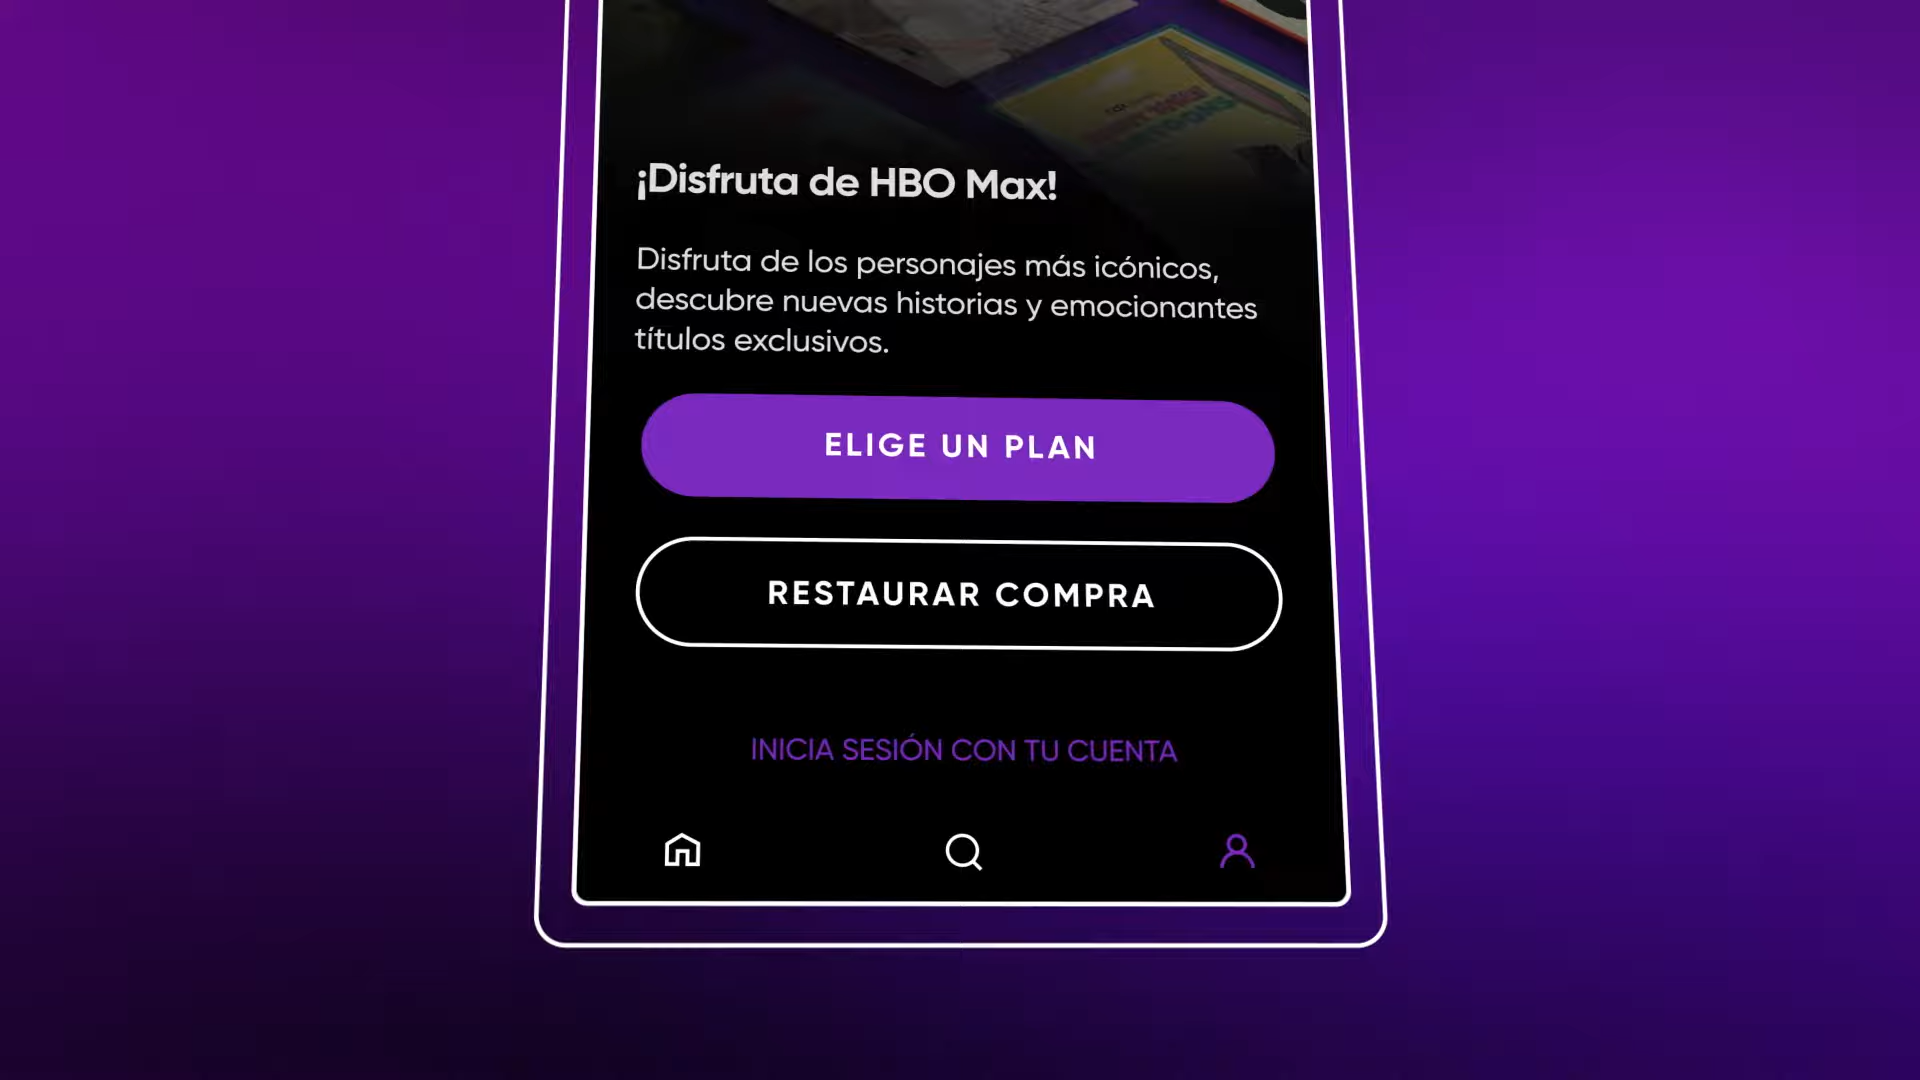 ¡Disfruta de HBO Max!
Disfruta de los personajes más icónicos,
descubre nuevas historias y emocionantes
títulos exclusivos.
ELIGE UN PLAN
RESTAURAR COMPRA
INICIA SESIÓN CON TU CUENTA